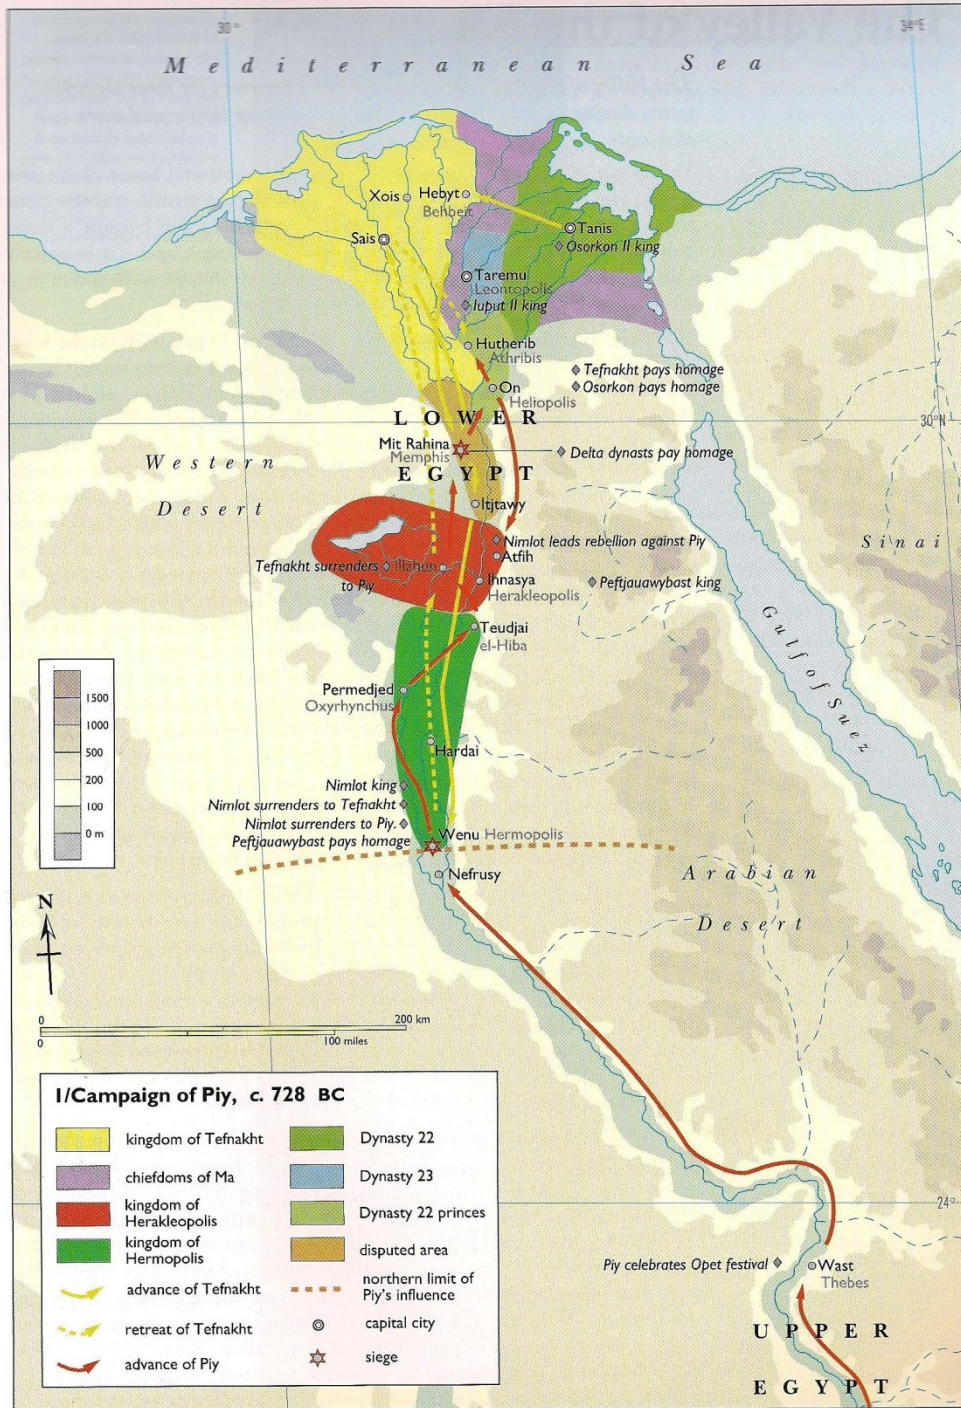 30°
34°E
Mediterranean Sea
Xois
Hebyt
Behbeit
Tanis
Osorkon II king
Sais
Taremu
Leontopolis
Iuput II king
Hutherib
Athribis
Tefnakht pays homage
Osorkon pays homage
On
Heliopolis
LOWER
30°N
Mit Rahina
Memphis
Delta dynasts pay homage
EGYPT
Western
Desert
Itjtawy
Sinai
Nimlot leads rebellion against Piy
Atfih
Tefnakht surrenders
to Piy
Illahun
Ihnasya
Herakleopolis
Peftjauawybast king
Gulf of Suez
Teudjai
el-Hiba
Permedjed
Oxyrhynchus
Hardai
1500
1000
500
200
100
0 m
Nimlot king
Nimlot surrenders to Tefnakht
Nimlot surrenders to Piy.
Peftjauawybast pays homage
Wenu Hermopolis
Nefrusy
Arabian
Desert
N
0
200 km
0
100 miles
1/Campaign of Piy, c. 728 BC
kingdom of Tefnakht
chiefdoms of Ma
kingdom of
Herakleopolis
kingdom of
Hermopolis
advance of Tefnakht
retreat of Tefnakht
advance of Piy
Dynasty 22
Dynasty 23
Dynasty 22 princes
disputed area
northern limit of
Piy's influence
capital city
siege
24°
Piy celebrates Opet festival
Wast
Thebes
UPPER
EGYPT